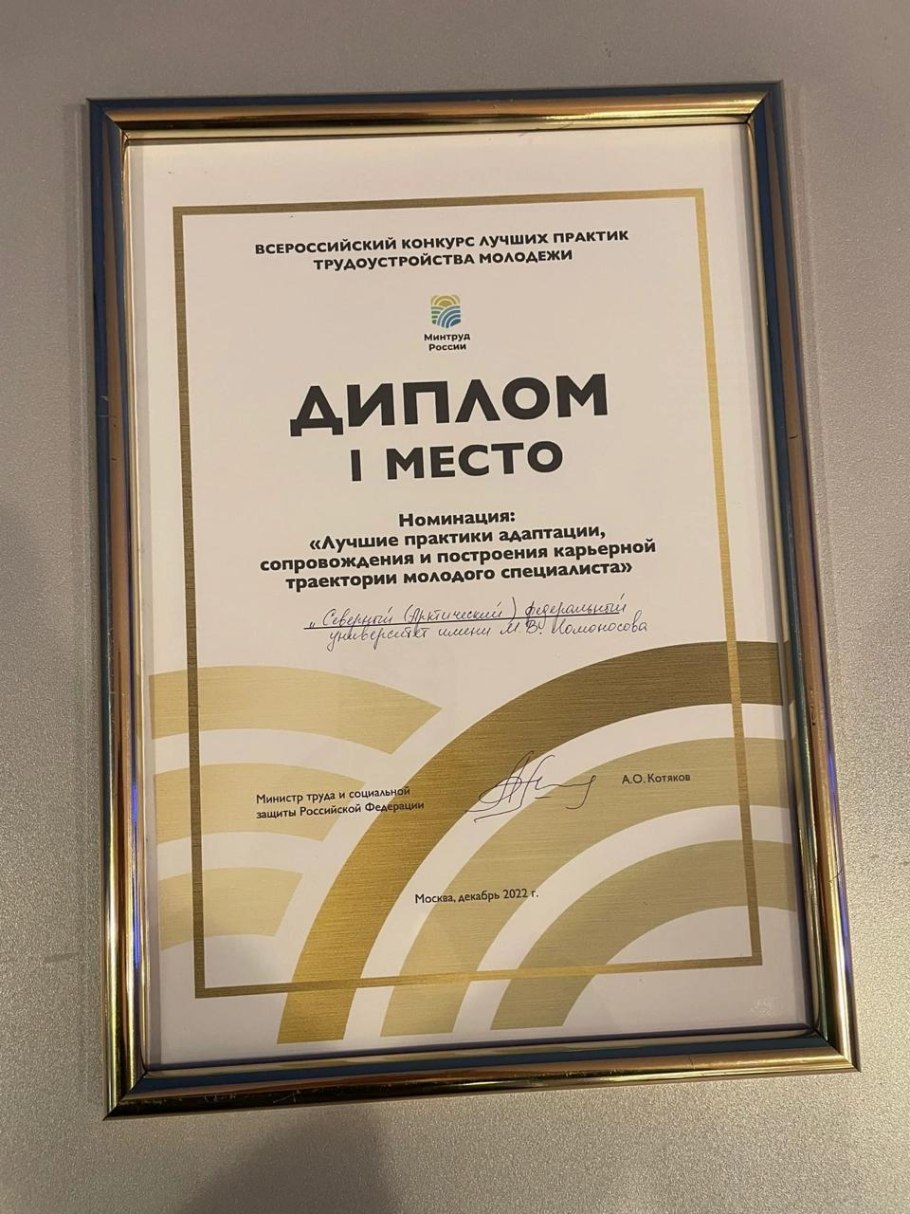 ВСЕРОССИЙСКИЙ КОНКУРС ЛУЧШИХ ПРАКТИК
ТРУДОУСТРОЙСТВА МОЛОДЕЖИ
Минтруд
России
ДИПЛОМ
I МЕСТО
Номинация:
«Лучшие практики адаптации,
сопровождения и построения карьерной
траектории молодого специалиста»
„Северный (Арктический) федеральный
университет имени М.В. Ломоносова
Министр труда и социальной
защиты Российской Федерации
А.О. Котяков
Москва, декабрь 2022 г.